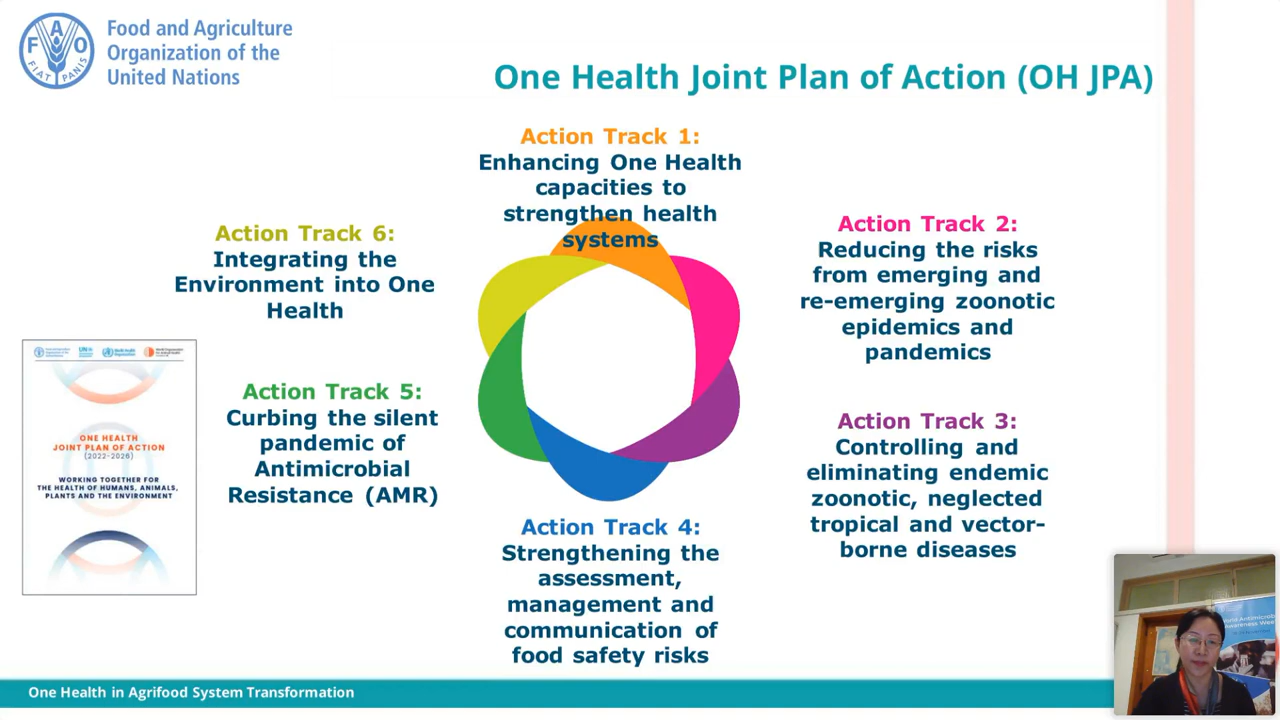 FAO
FIAT PANIS
Food and Agriculture
Organization of the
United Nations
One Health Joint Plan of Action (OH JPA)
Action Track 1:
Enhancing One Health
capacities to
strengthen health
systems
Action Track 2:
Reducing the risks
from emerging and
re-emerging zoonotic
epidemics and
pandemics
Action Track 3:
Controlling and
eliminating endemic
zoonotic, neglected
tropical and vector-
borne diseases
Action Track 4:
Strengthening the
assessment,
management and
communication of
food safety risks
Action Track 5:
Curbing the silent
pandemic of
Antimicrobial
Resistance (AMR)
Action Track 6:
Integrating the
Environment into One
Health
ONE HEALTH
JOINT PLAN OF ACTION
(2022-2026)
WORKING TOGETHER FOR
THE HEALTH OF HUMANS, ANIMALS,
PLANTS AND THE ENVIRONMENT
One Health in Agrifood System Transformation